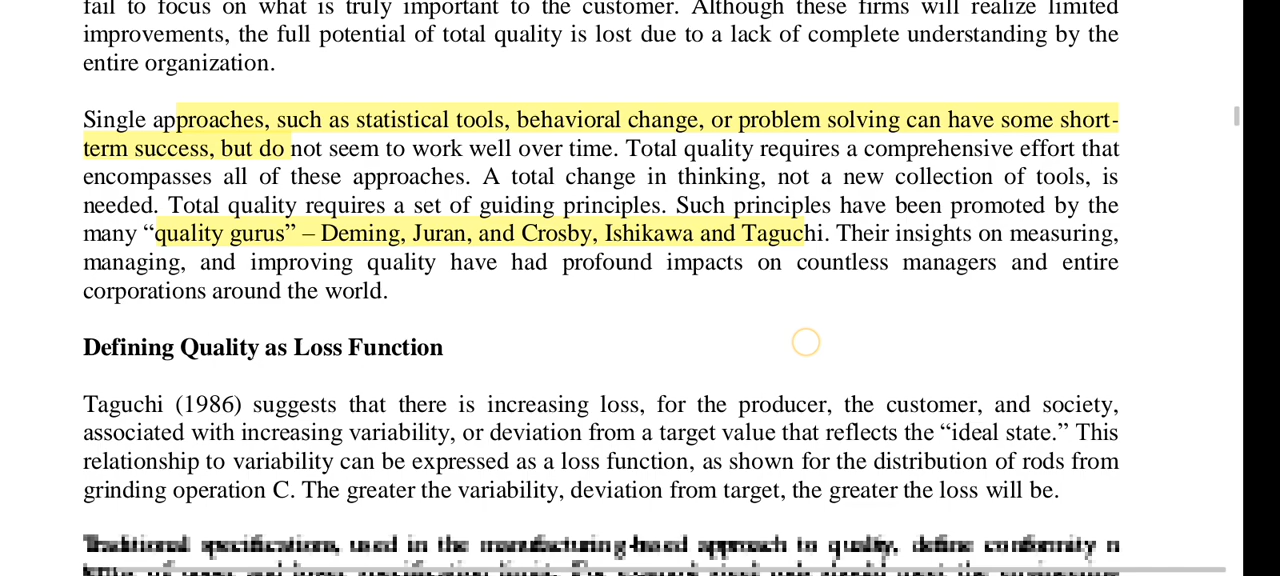 fail to focus on what is truly important to the customer. Although these firms will realize limited
improvements, the full potential of total quality is lost due to a lack of complete understanding by the
entire organization.
Single approaches, such as statistical tools, behavioral change, or problem solving can have some short-
term success, but do not seem to work well over time. Total quality requires a comprehensive effort that
encompasses all of these approaches. A total change in thinking, not a new collection of tools, is
needed. Total quality requires a set of guiding principles. Such principles have been promoted by the
many “quality gurus” – Deming, Juran, and Crosby, Ishikawa and Taguchi. Their insights on measuring,
managing, and improving quality have had profound impacts on countless managers and entire
corporations around the world.
Defining Quality as Loss Function
Taguchi (1986) suggests that there is increasing loss, for the producer, the customer, and society,
associated with increasing variability, or deviation from a target value that reflects the “ideal state.” This
relationship to variability can be expressed as a loss function, as shown for the distribution of rods from
grinding operation C. The greater the variability, deviation from target, the greater the loss will be.
Traditional specifications, used in the manufacturing-based approach to quality, define conformity